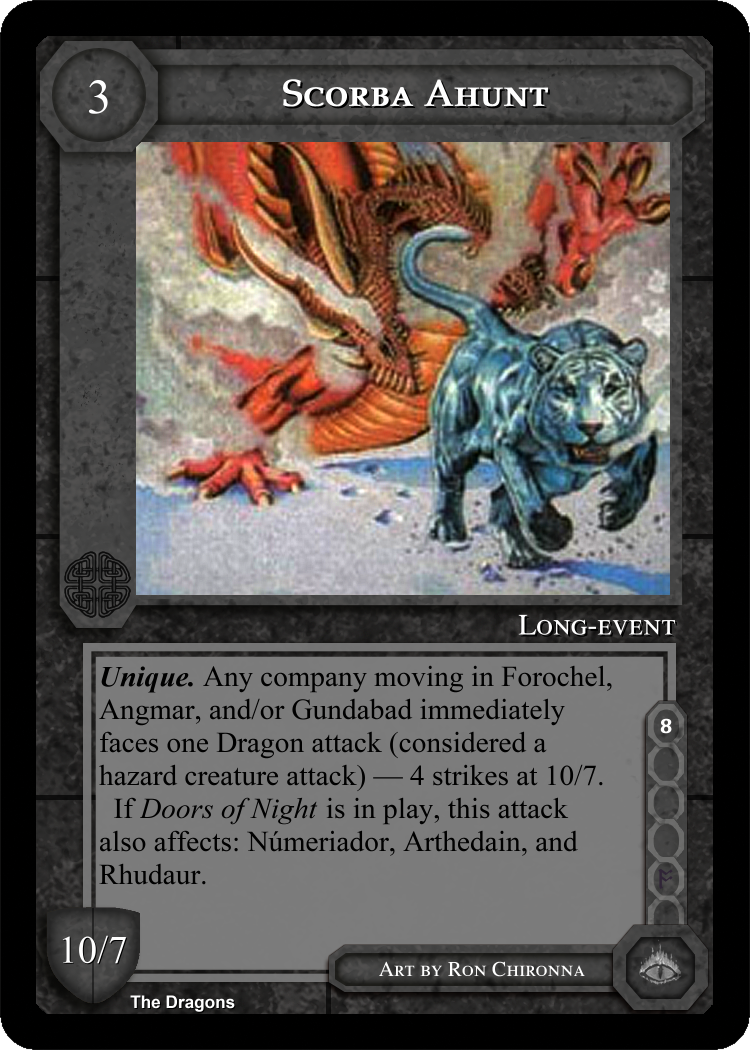 3
Scorba Ahunt
Long-event
Unique. Any company moving in Forochel,
Angmar, and/or Gundabad immediately
faces one Dragon attack (considered a
hazard creature attack) — 4 strikes at 10/7.
If Doors of Night is in play, this attack
also affects: Númeriador, Arthedain, and
Rhudaur.
8
10/7
Art by Ron Chironna
The Dragons